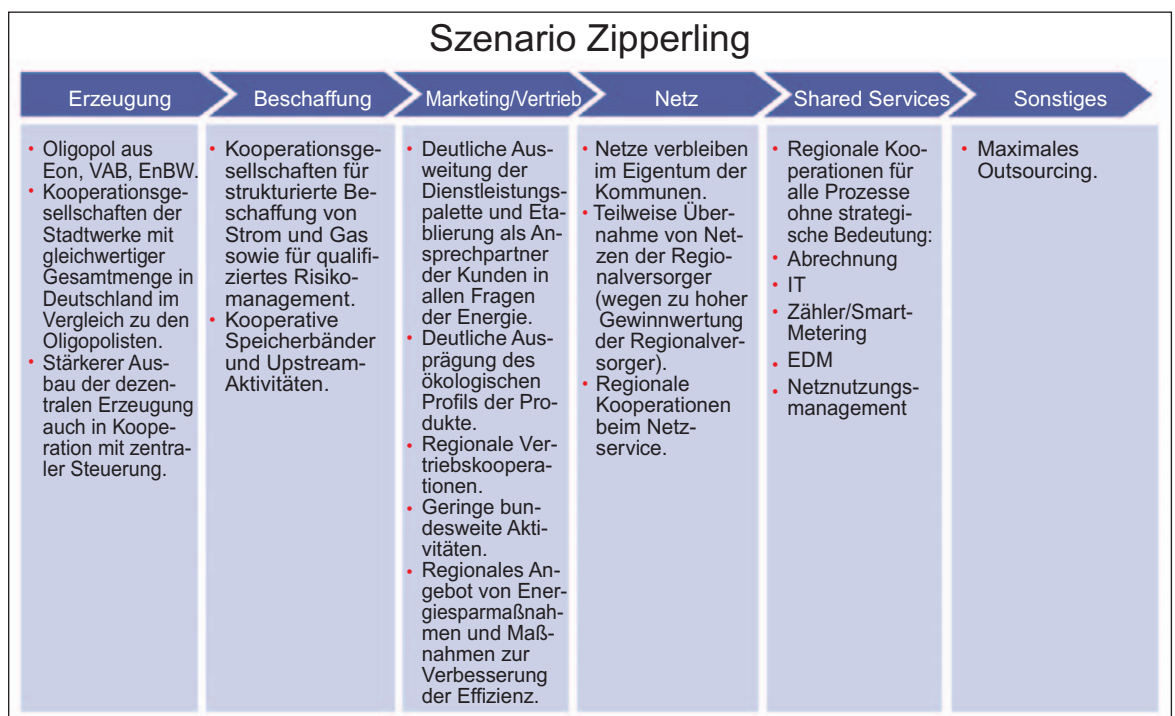 Szenario Zipperling
Erzeugung
• Oligopol aus
Eon, VAB, EnBW.
• Kooperationsge-
sellschaften der
Stadtwerke mit
gleichwertiger
Gesamtmenge in
Deutschland im
Vergleich zu den
Oligopolisten.
• Stärkerer Aus-
bau der dezen-
tralen Erzeugung
auch in Koope-
ration mit zentra-
ler Steuerung.
Beschaffung
• Kooperationsge-
sellschaften für
strukturierte Be-
schaffung von
Strom und Gas
sowie für qualifi-
ziertes Risiko-
management.
• Kooperative
Speicherbänder
und Upstream-
Aktivitäten.
Marketing/Vertrieb
• Deutliche Aus-
weitung der
Dienstleistungs-
palette und Eta-
blierung als An-
sprechpartner
der Kunden in
allen Fragen
der Energie.
• Deutliche Aus-
prägung des
ökologischen
Profils der Pro-
dukte.
• Regionale Ver-
triebskoopera-
tionen.
• Geringe bun-
desweite Akti-
vitäten.
• Regionales An-
gebot von Ener-
giesparmaßnah-
men und Maß-
nahmen zur
Verbesserung
der Effizienz.
Netz
• Netze verbleiben
im Eigentum der
Kommunen.
• Teilweise Über-
nahme von Net-
zen der Regio-
nalversorger
(wegen zu hoher
Gewinnwertung
der Regionalver-
sorger).
• Regionale
Kooperationen
beim Netz-
service.
Shared Services
• Regionale Koo-
perationen für
alle Prozesse
ohne strategi-
sche Bedeutung:
• Abrechnung
• IT
• Zähler/Smart-
Metering
• EDM
• Netznutzungs-
management
Sonstiges
• Maximales
Outsourcing.